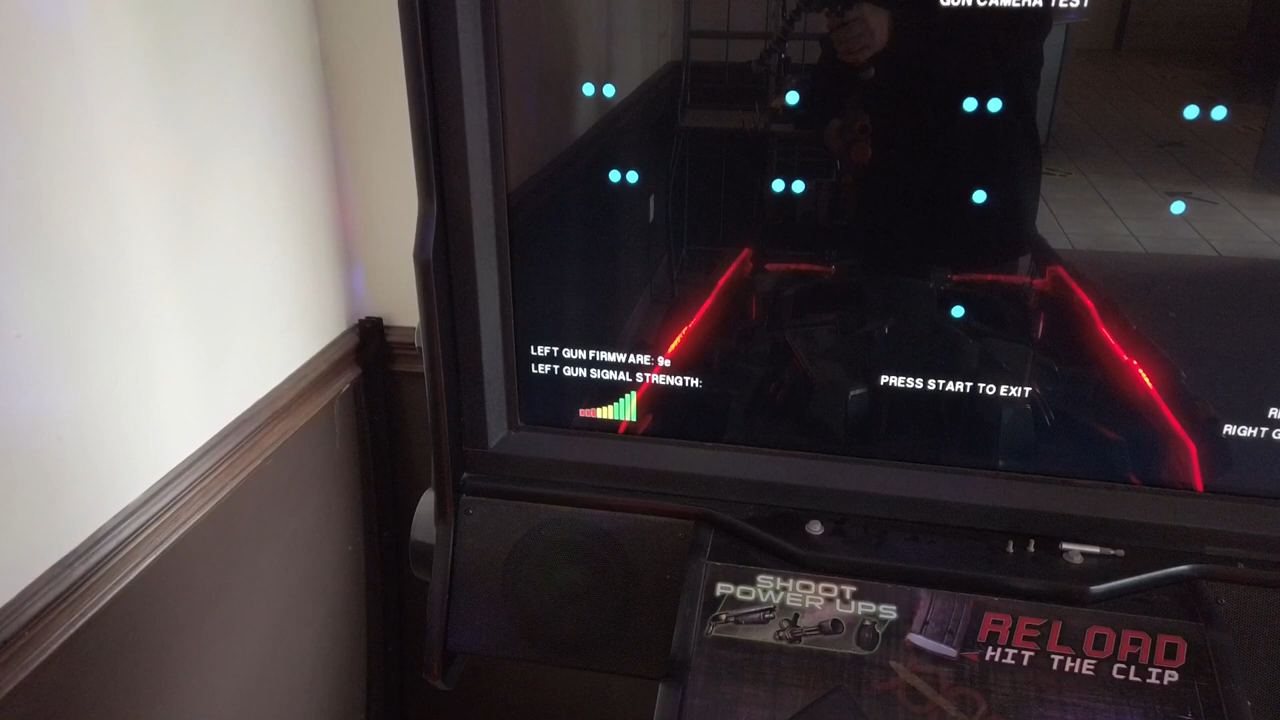 GUN CAMERA TEST
LEFT GUN FIRMWARE: 9e
LEFT GUN SIGNAL STRENGTH:
PRESS START TO EXIT
RIGHT
SHOOT
POWER UPS
RELOAD
HIT THE CLIP